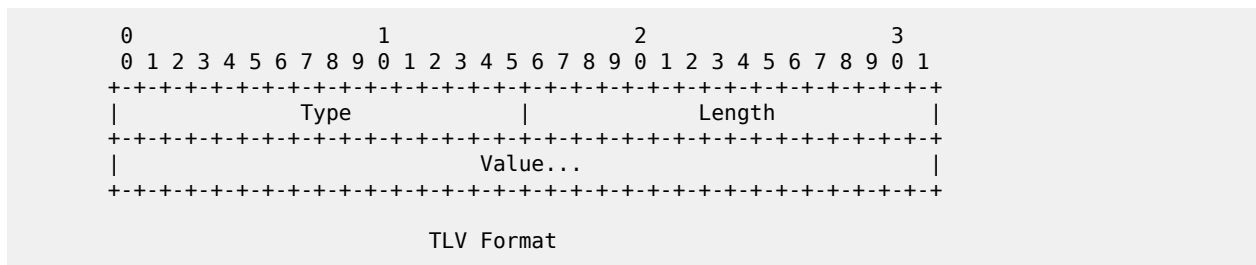 0                   1                   2                   3
0 1 2 3 4 5 6 7 8 9 0 1 2 3 4 5 6 7 8 9 0 1 2 3 4 5 6 7 8 9 0 1
+-+-+-+-+-+-+-+-+-+-+-+-+-+-+-+-+-+-+-+-+-+-+-+-+-+-+-+-+-+-+-+-+
|              Type             |             Length            |
+-+-+-+-+-+-+-+-+-+-+-+-+-+-+-+-+-+-+-+-+-+-+-+-+-+-+-+-+-+-+-+-+
|                            Value...                           |
+-+-+-+-+-+-+-+-+-+-+-+-+-+-+-+-+-+-+-+-+-+-+-+-+-+-+-+-+-+-+-+-+
TLV Format